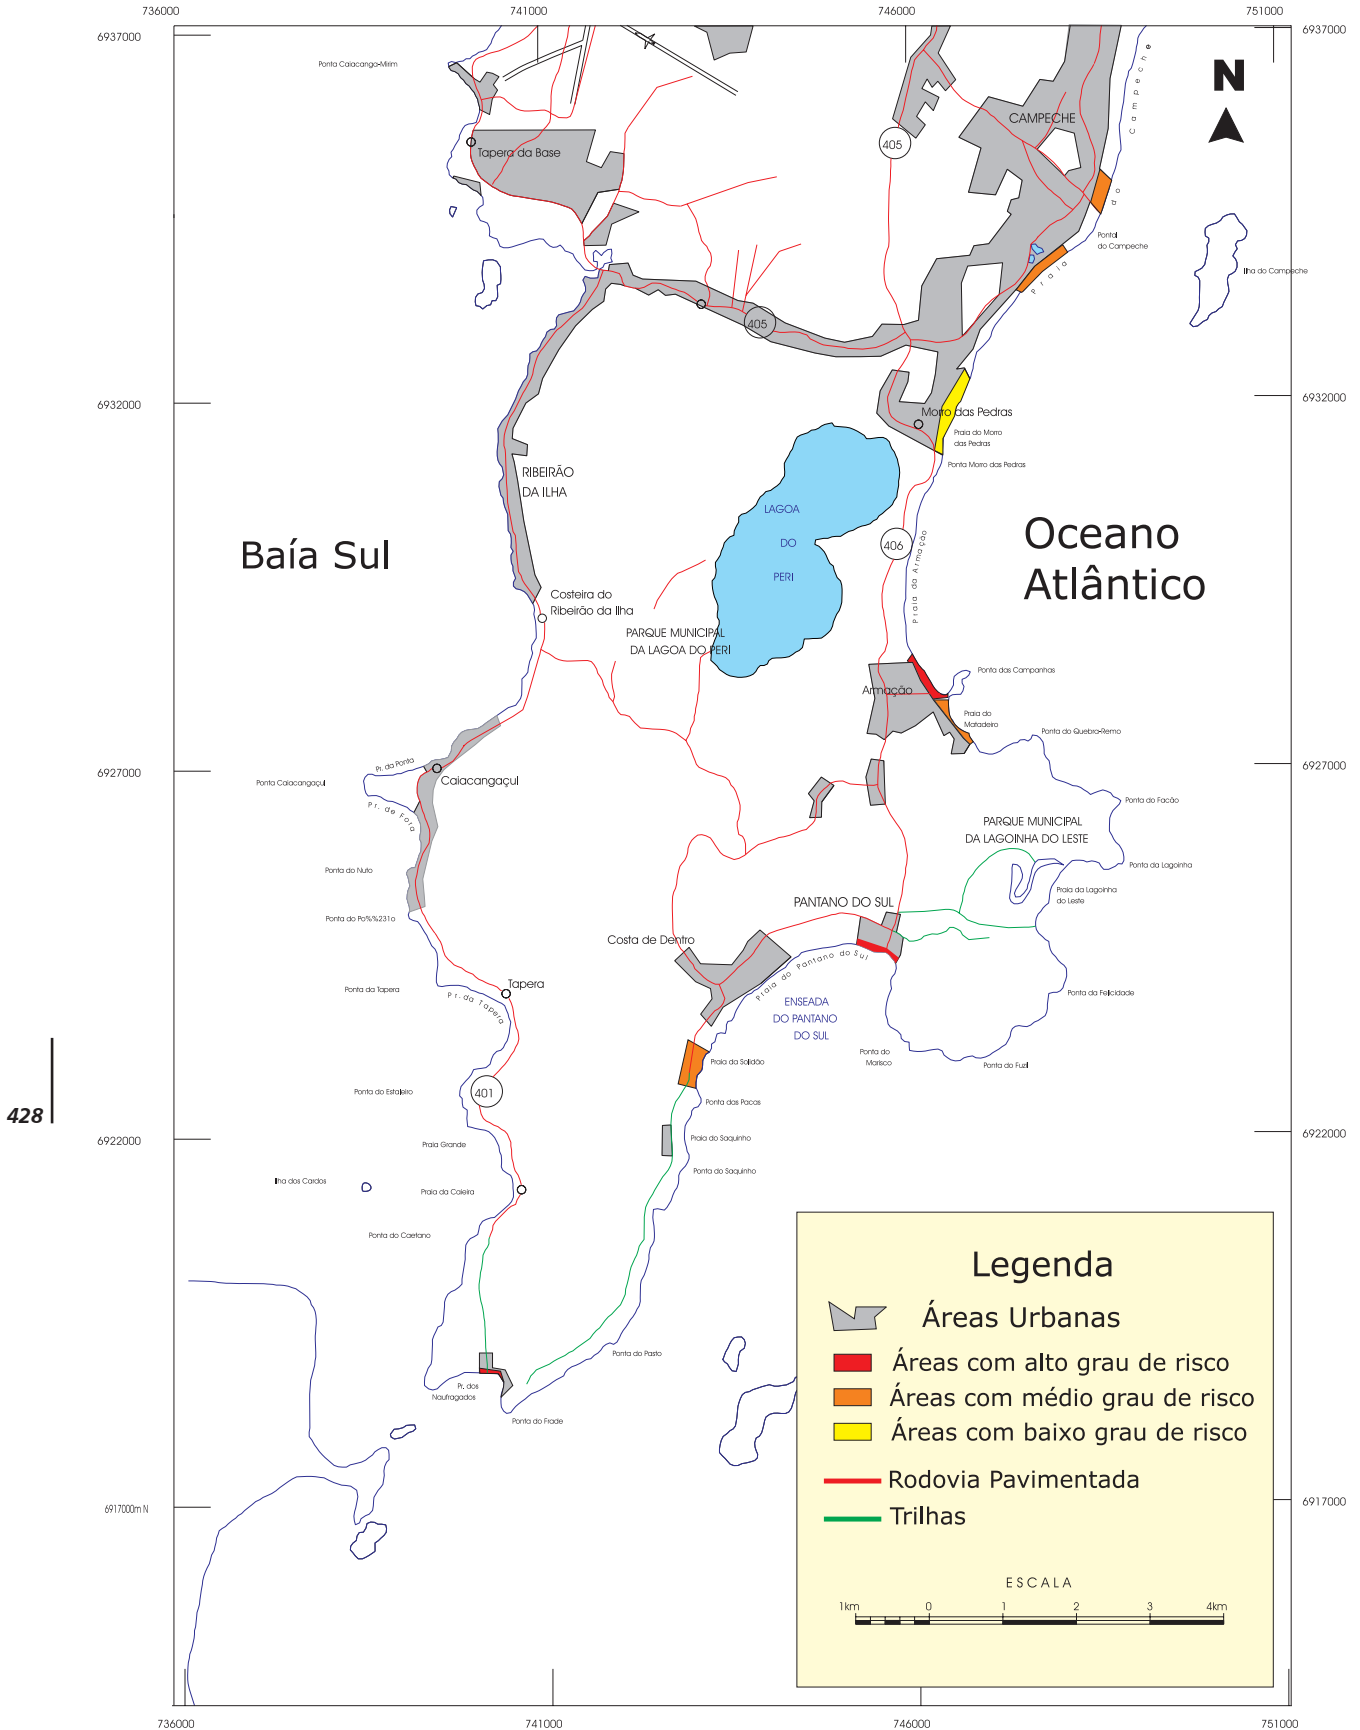 736000
741000
746000
751000
6937000
6937000
Ponta Caiacanga-Mirim
N
CAMPECHE
405
Praia do Campeche
Tapera da Base
Pontal
do Campeche
Ilha do Campeche
405
6932000
6932000
Morro das Pedras
Praia do Morro
das Pedras
Ponta Morro das Pedras
RIBEIRÃO
DA ILHA
LAGOA
DO
PERI
Baía Sul
Oceano
Atlântico
406
Praia da Armação
Costeira do
Ribeirão da Ilha
PARQUE MUNICIPAL
DA LAGOA DO PERI
Ponta das Campanhas
Armação
Praia do
Matadeiro
Ponta do Quebra-Remo
Pr. da Ponta
6927000
6927000
Ponta Caiacangaçul
Caiacangaçul
Pr. de Fora
Ponta do Facão
PARQUE MUNICIPAL
DA LAGOINHA DO LESTE
Ponta do Nuto
Ponta da Lagoinha
Praia da Lagoinha
do Leste
PANTANO DO SUL
Ponta do Po%%231o
Costa de Dentro
Praia do Pantano do Sul
Ponta da Tapera
Tapera
Pr. da Tapera
Ponta da Felicidade
ENSEADA
DO PANTANO
DO SUL
Ponta do
Marisco
Ponta do Fuzil
Praia da Solidão
Ponta do Estaleiro
401
Ponta das Pacas
428
6922000
6922000
Praia Grande
Praia do Saquinho
Ponta do Saquinho
Ilha dos Cardos
Praia da Caieira
Ponta do Caetano
Ponta do Pasto
Pr. dos
Naufragados
Ponta do Frade
6917000m N
6917000
Legenda
Áreas Urbanas
Áreas com alto grau de risco
Áreas com médio grau de risco
Áreas com baixo grau de risco
Rodovia Pavimentada
Trilhas
ESCALA
1km 0 1 2 3 4km
736000
741000
746000
751000